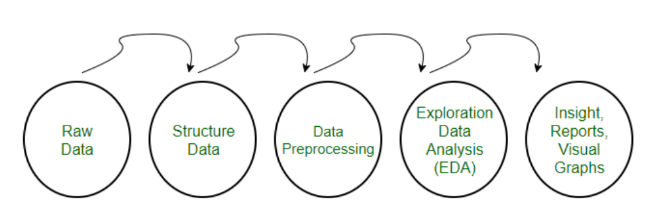 Raw
Data
Structure
Data
Data
Preprocessing
Exploration
Data
Analysis
(EDA)
Insight,
Reports,
Visual
Graphs